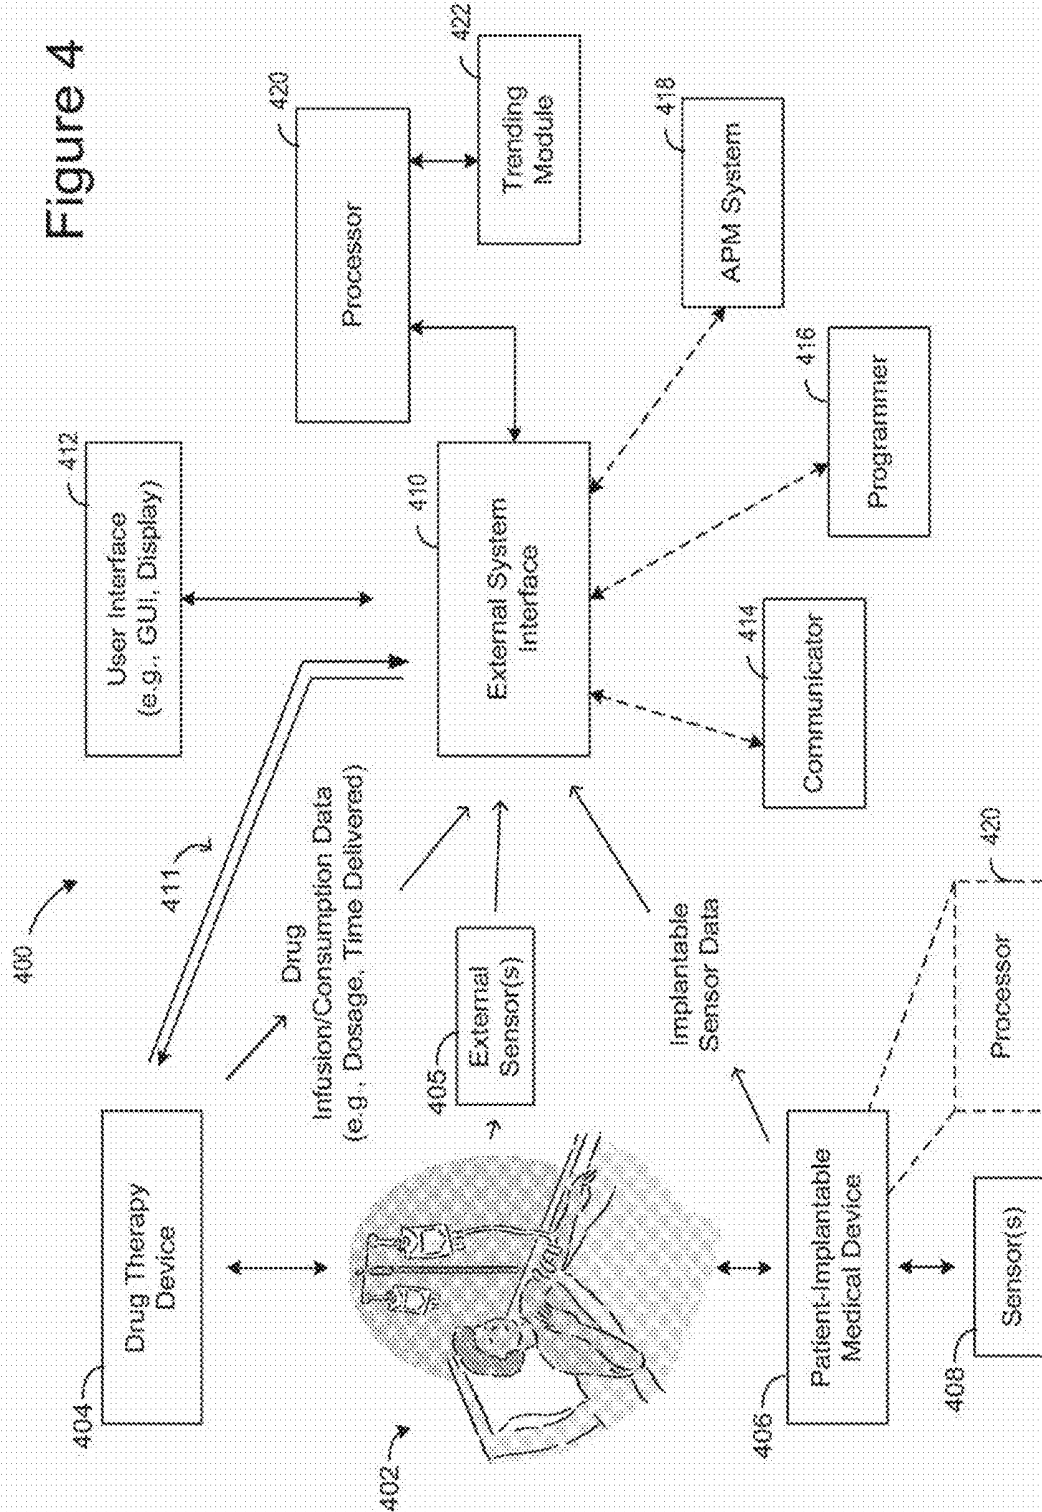 Figure 4
400
404
Drug Therapy
Device
411
User Interface
(e.g., GUI, Display)
412
Processor
420
Trending
Module
422
Drug
Infusion/Consumption Data
(e.g., Dosage, Time Delivered)
402
405
External
Sensor(s)
External System
Interface
410
Implantable
Sensor Data
APM System
418
Programmer
416
Communicator
414
406
Patient-Implantable
Medical Device
408
Sensor(s)
Processor
420